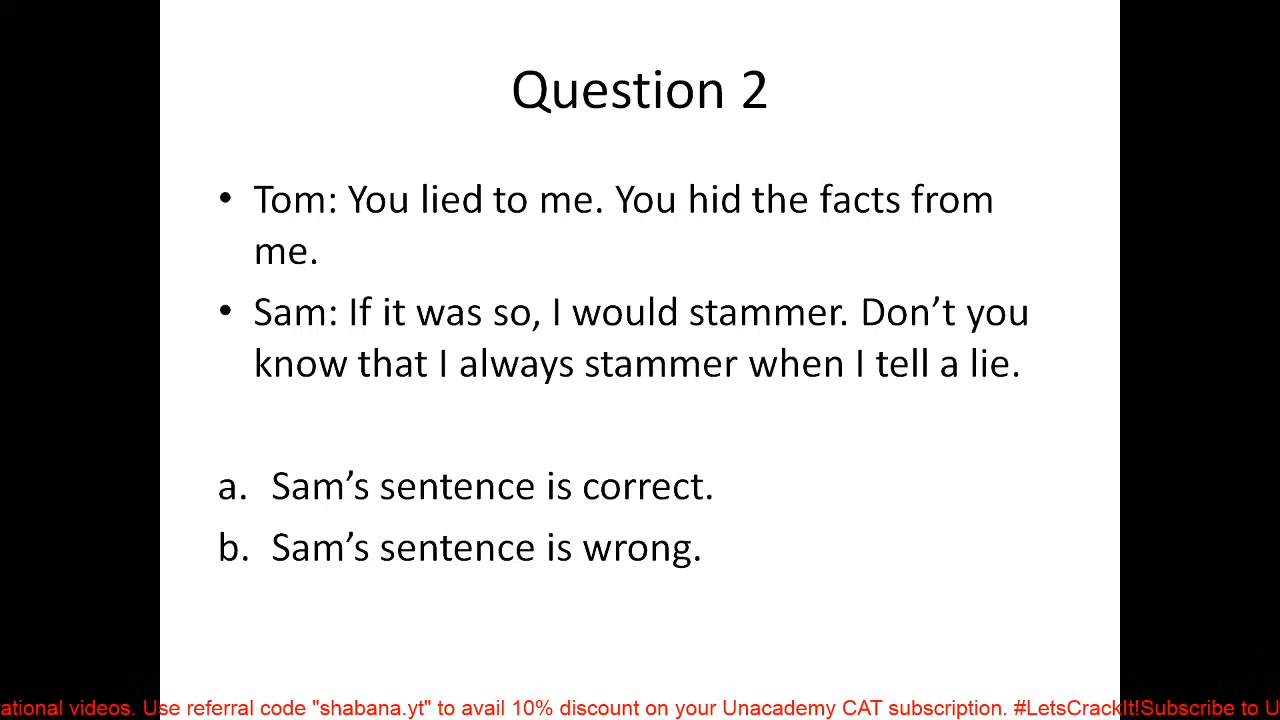 Question 2
• Tom: You lied to me. You hid the facts from
me.
• Sam: If it was so, I would stammer. Don’t you
know that I always stammer when I tell a lie.
a. Sam’s sentence is correct.
b. Sam’s sentence is wrong.
ational videos. Use referral code "shabana.yt" to avail 10% discount on your Unacademy CAT subscription. #LetsCrackIt!Subscribe to U